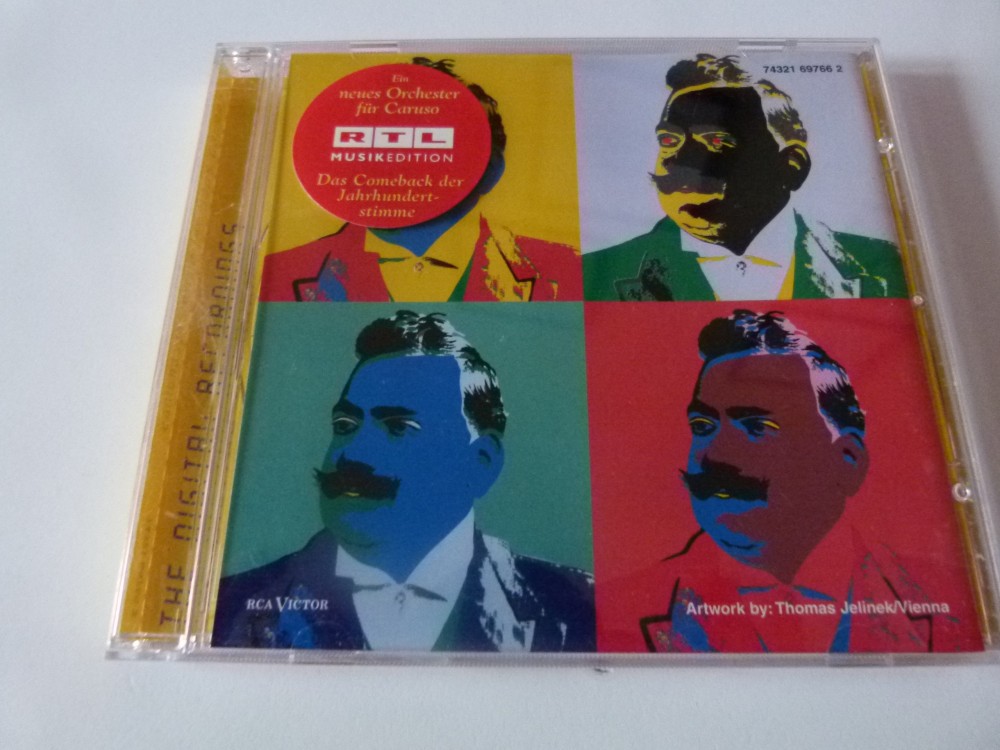 Ein
neues Orchester
für Caruso
RTL
MUSIKEDITION
Das Comeback der
Jahrhundert-
stimme
74321 69766 2
THE DIGITAL RECORDINGS
RCA VICTOR
Artwork by: Thomas Jelinek/Vienna